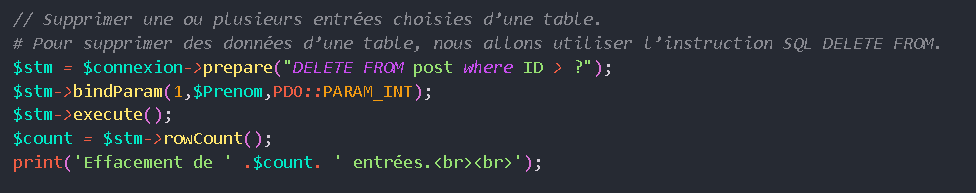 // Supprimer une ou plusieurs entrées choisies d’une table.
# Pour supprimer des données d’une table, nous allons utiliser l’instruction SQL DELETE FROM.
$stm = $connexion->prepare("DELETE FROM post where ID > ?");
$stm->bindParam(1,$Prenom,PDO::PARAM_INT);
$stm->execute();
$count = $stm->rowCount();
print('Effacement de ' .$count. ' entrées.<br><br>');